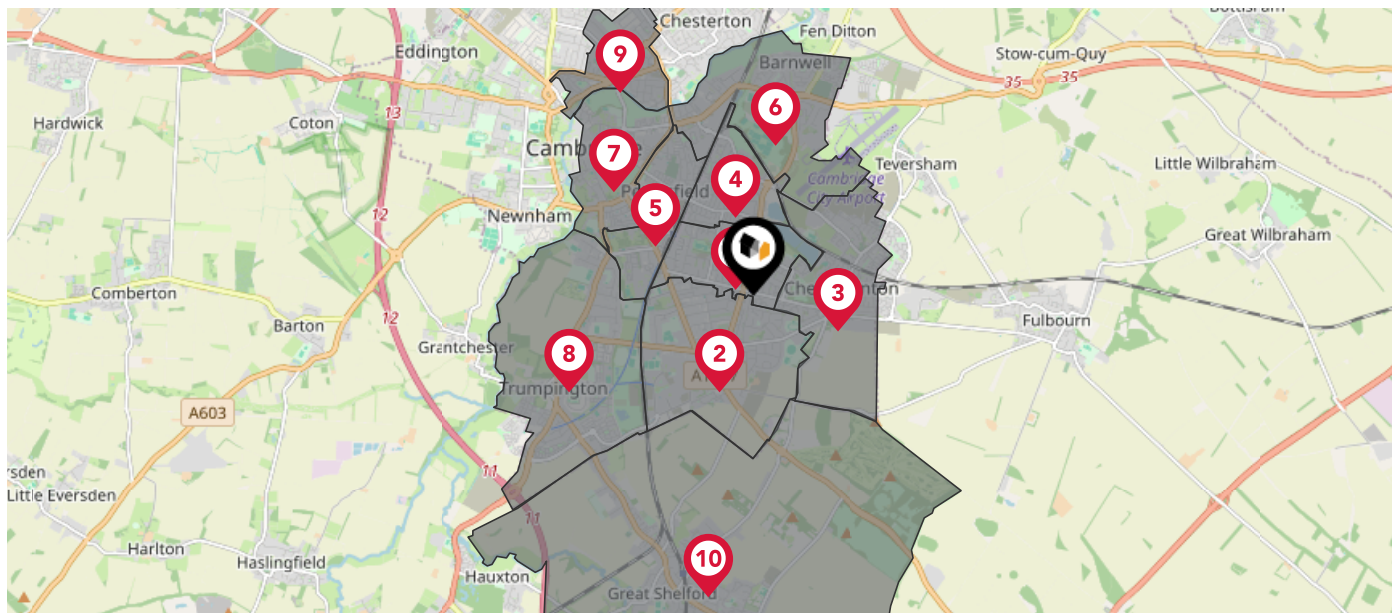 Bottisham
Chesterton
Fen Ditton
Eddington
9
Stow-cum-Quy
Barnwell
35
35
6
13
Hardwick
Coton
7
Teversham
Little Wilbraham
4
Cambridge
City Airport
5
12
Newnham
Great Wilbraham
Comberton
3
12
Barton
Fulbourn
Grantchester
8
2
Trumpington
A603
11
Little Eversden
11
Harlton
10
Haslingfield
Hauxton
Great Shelford